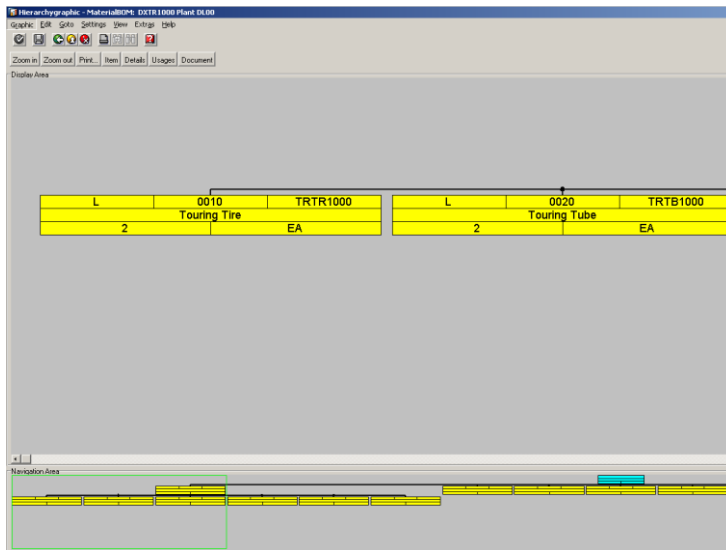 Hierarchygraphic - MaterialBOM: DXTR1000 Plant DL00
Graphic Edit Goto Settings View Extras Help
Zoom in Zoom out Print... Item Details Usages Document
Display Area
L 0010 TRTR1000 L 0020 TRTB1000
Touring Tire Touring Tube
2 EA 2 EA
Navigation Area